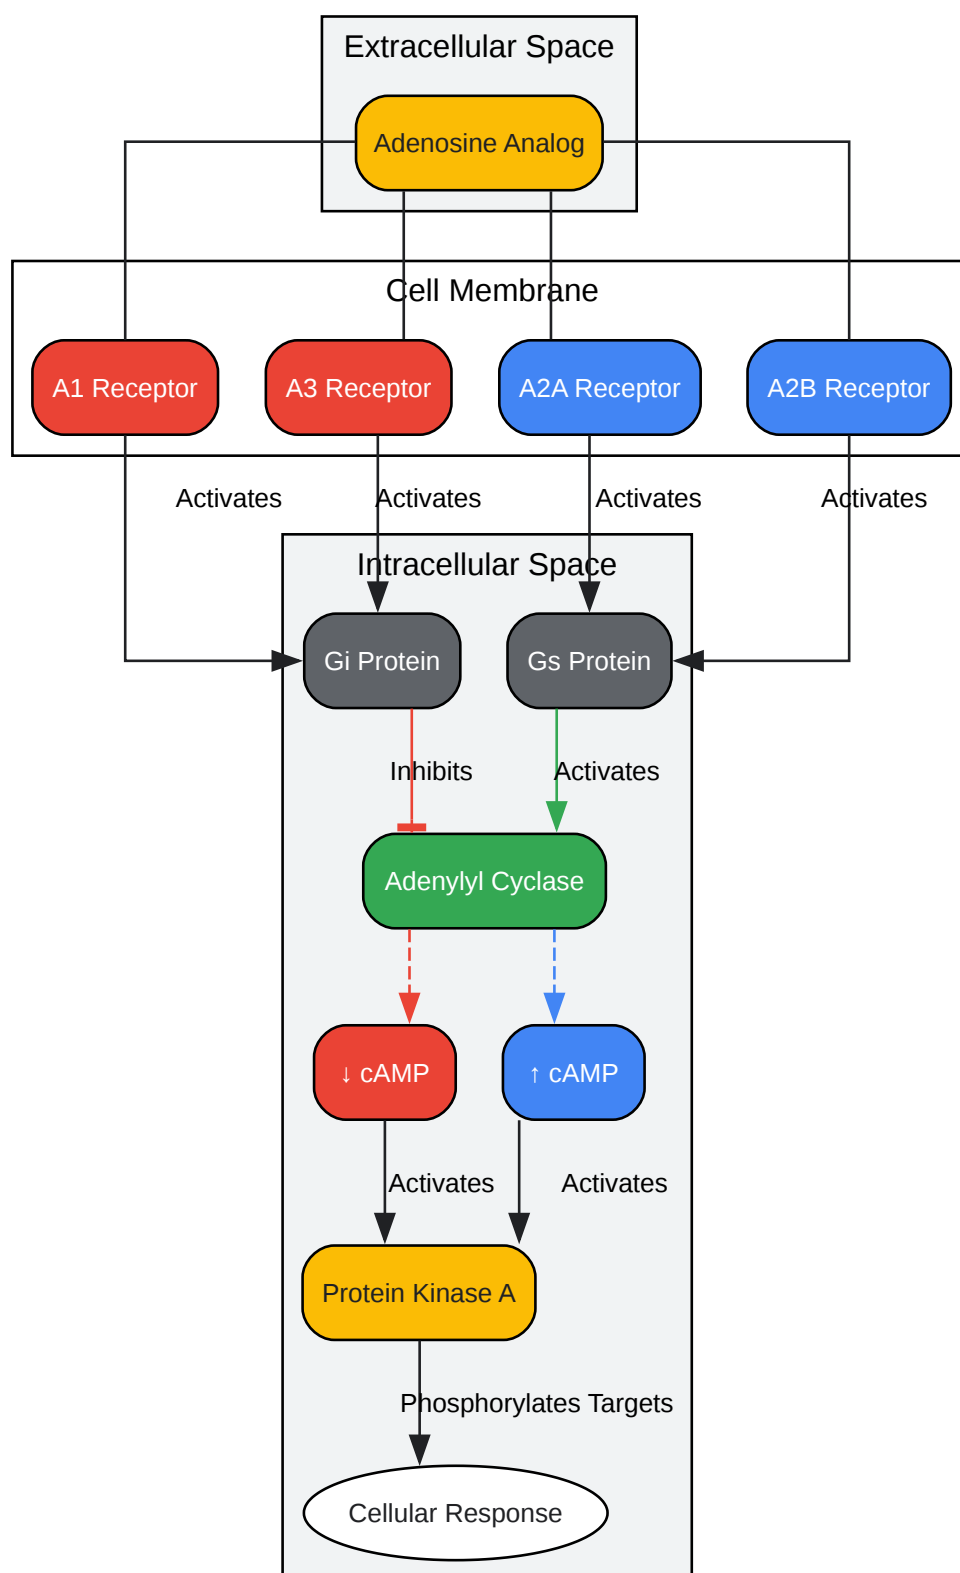 Extracellular Space
Adenosine Analog
Cell Membrane
A1 Receptor
A3 Receptor
A2A Receptor
A2B Receptor
Activates
Activates
Activates
Activates
Intracellular Space
Gi Protein
Gs Protein
Inhibits
Activates
Adenylyl Cyclase
↓ cAMP
↑ cAMP
Activates
Activates
Protein Kinase A
Phosphorylates Targets
Cellular Response